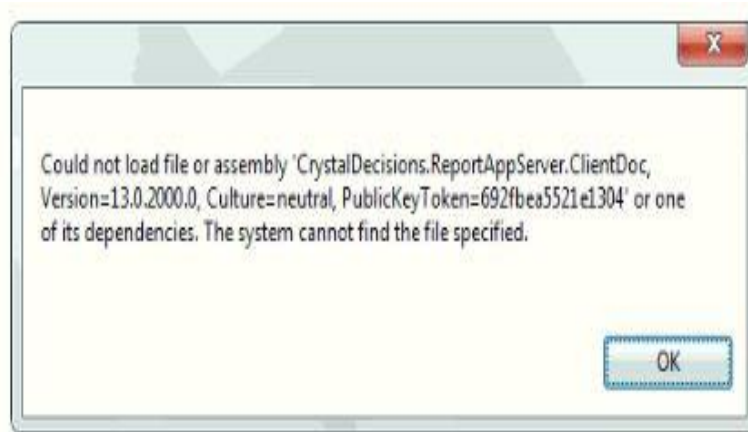 Could not load file or assembly 'CrystalDecisions.ReportAppServer.ClientDoc,
Version=13.0.2000.0, Culture=neutral, PublicKeyToken=692fbea5521e1304' or one
of its dependencies. The system cannot find the file specified.
OK